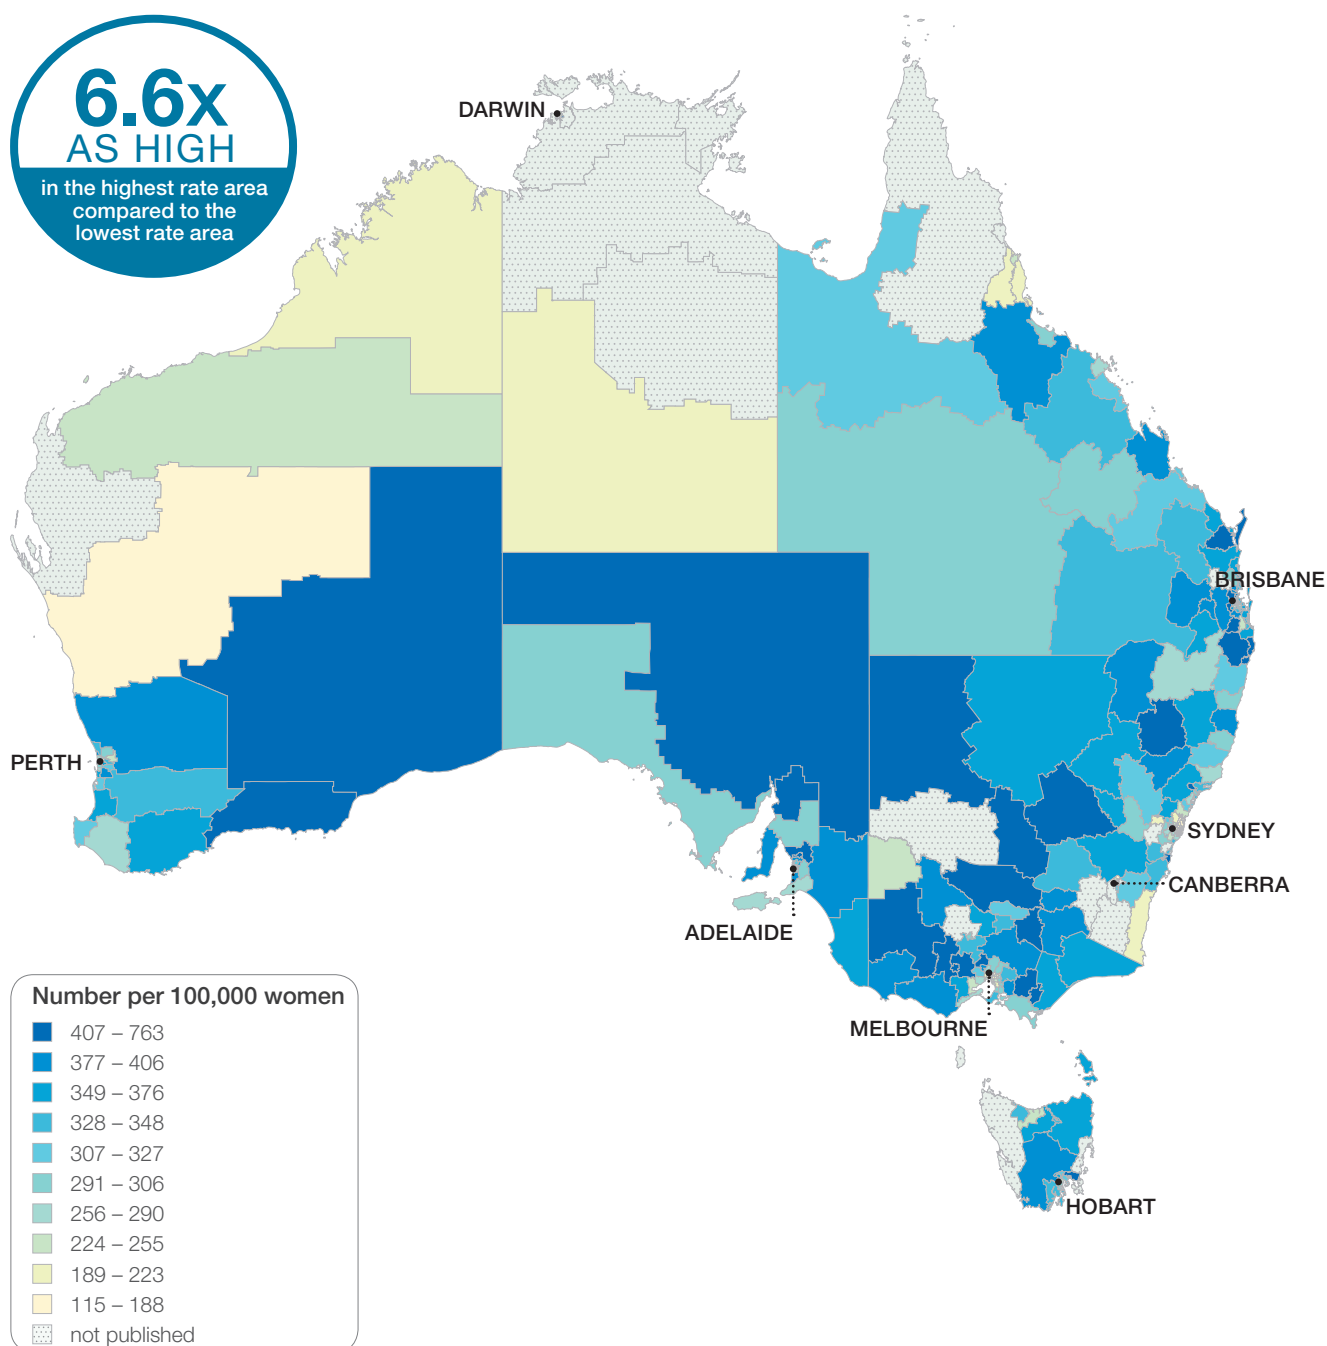 6.6x
AS HIGH
in the highest rate area
compared to the
lowest rate area
DARWIN
BRISBANE
PERTH
SYDNEY
CANBERRA
ADELAIDE
MELBOURNE
HOBART
Number per 100,000 women
407 – 763
377 – 406
349 – 376
328 – 348
307 – 327
291 – 306
256 – 290
224 – 255
189 – 223
115 – 188
not published